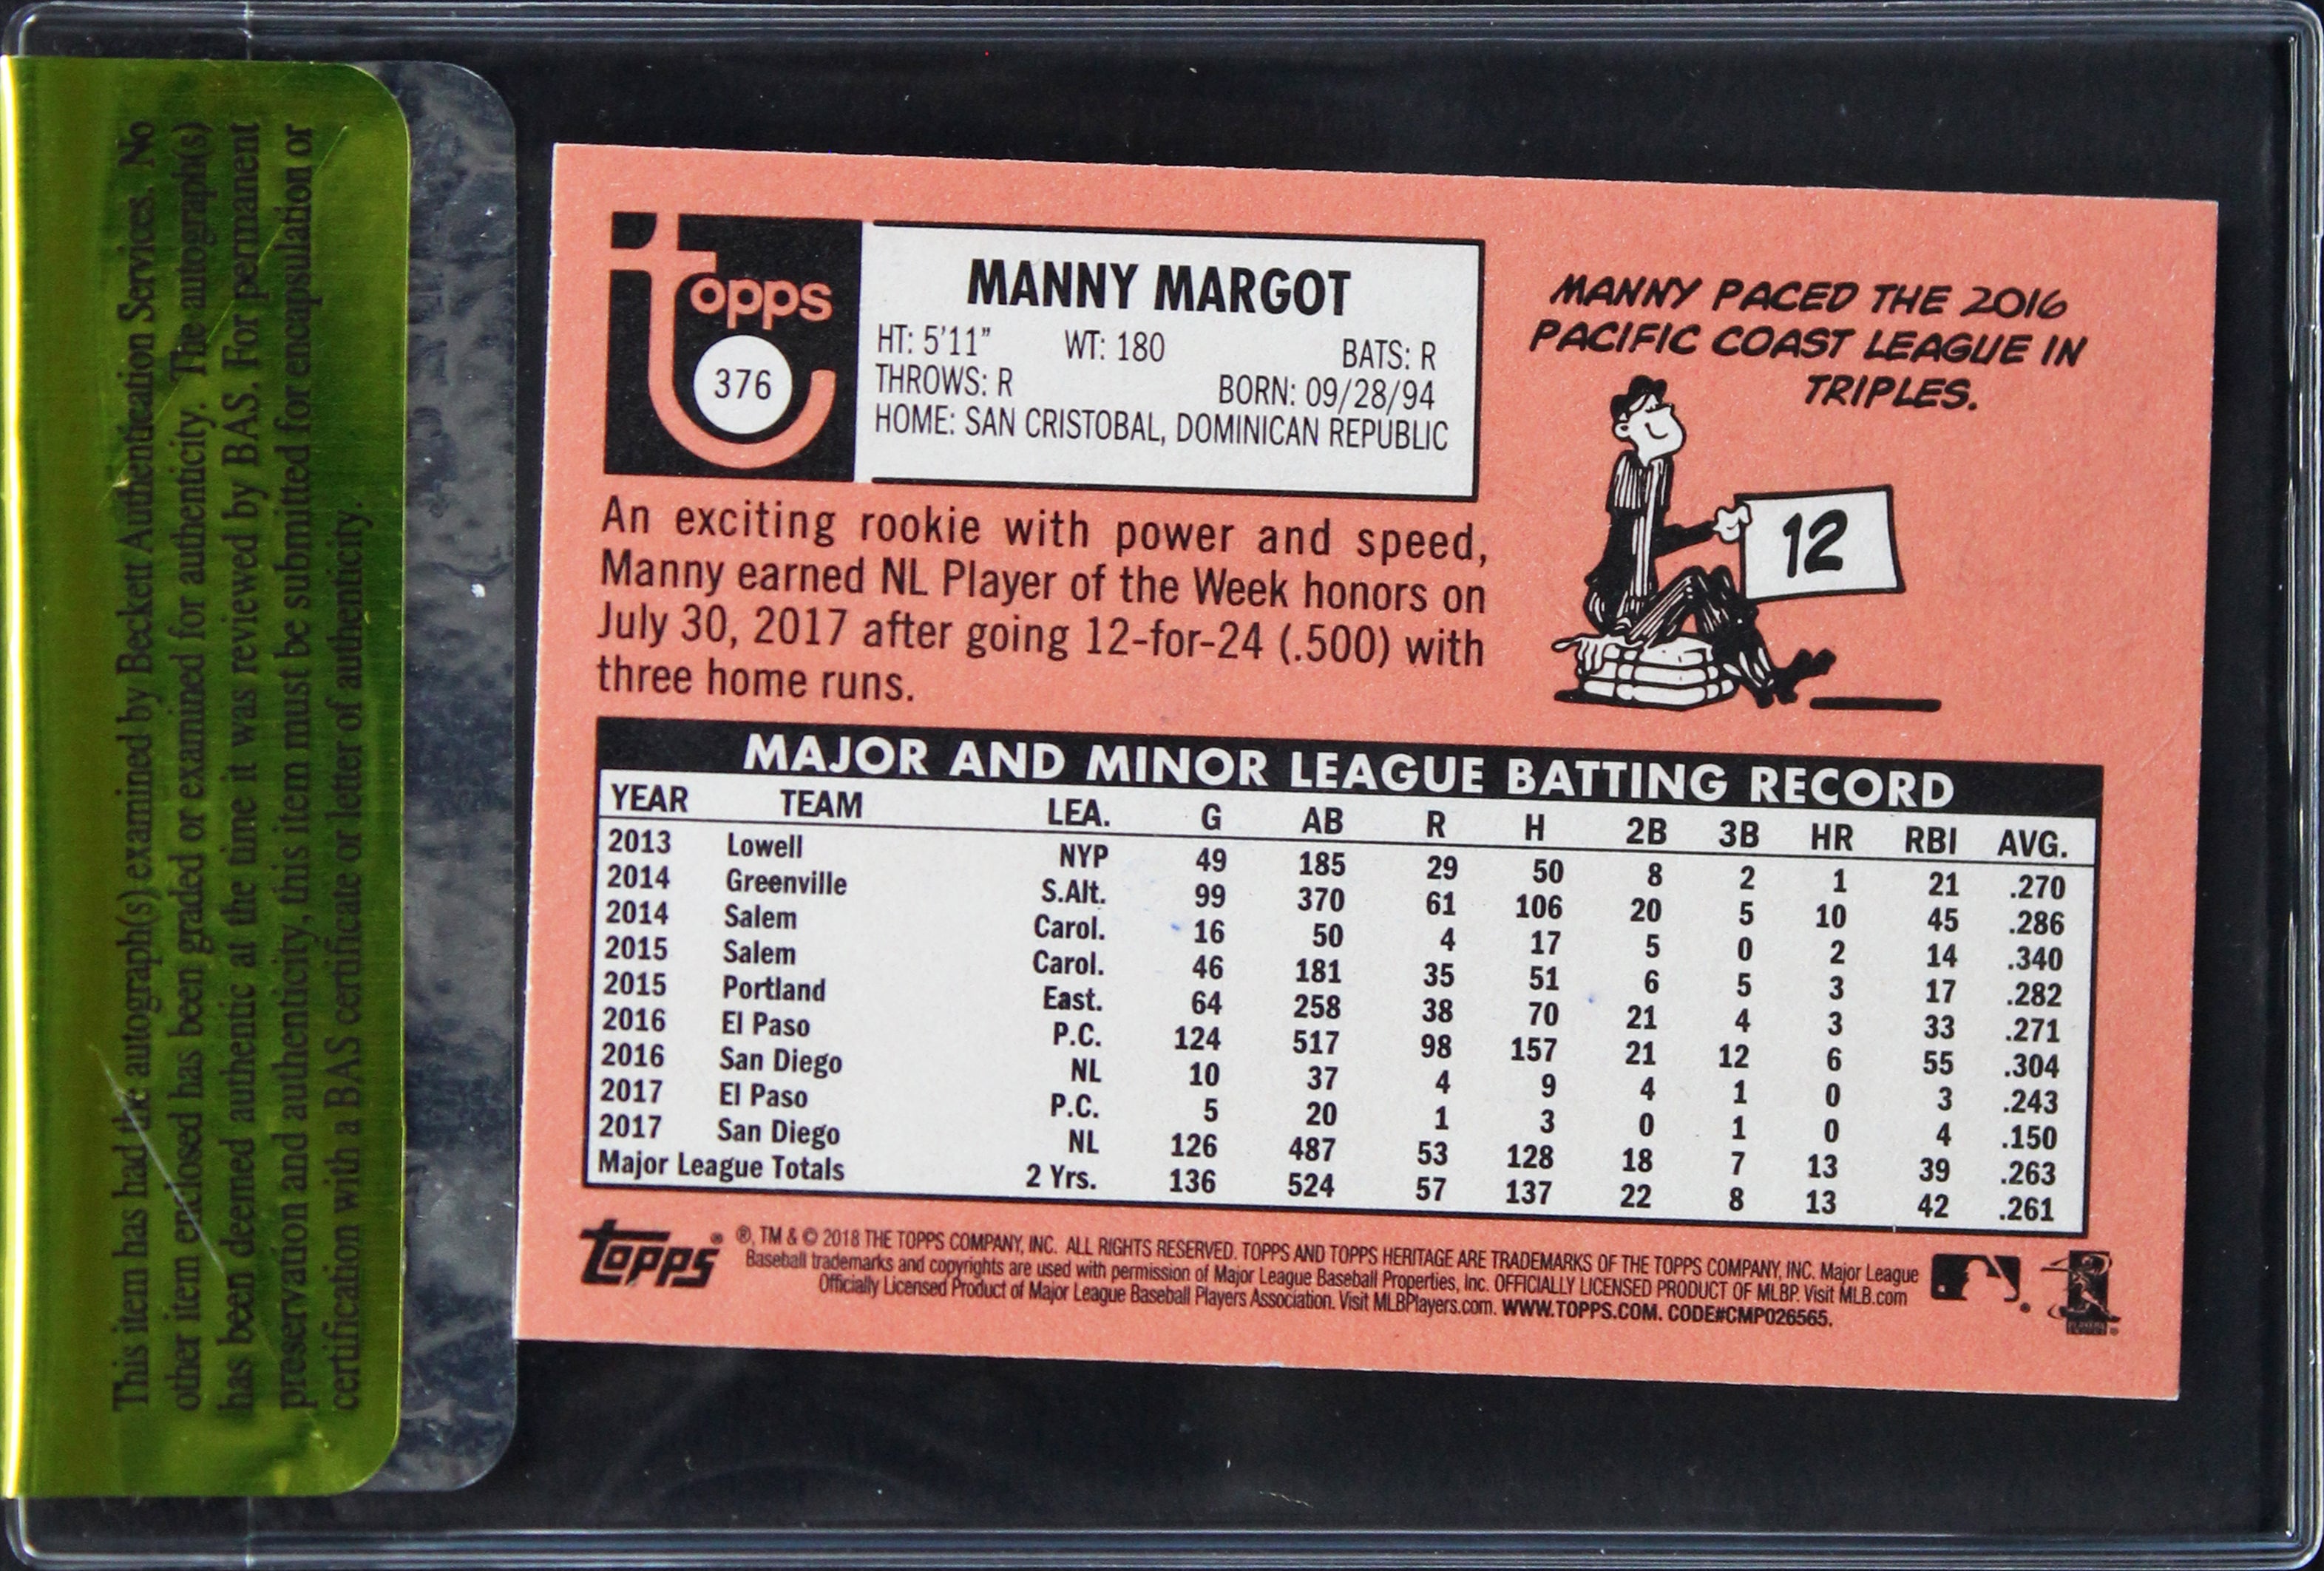 This item has had the autograph(s) examined by Beckett Authentication Services. No
other item enclosed has been graded or examined for authenticity. The autograph(s)
has been deemed authentic at the time it was reviewed by BAS. For permanent
preservation and authenticity, this item must be submitted for encapsulation or
certification with a BAS certificate or letter of authenticity.
topps
376
MANNY MARGOT
HT: 5'11" WT: 180 BATS: R
THROWS: R BORN: 09/28/94
HOME: SAN CRISTOBAL, DOMINICAN REPUBLIC
MANNY PACED THE 2016
PACIFIC COAST LEAGUE IN
TRIPLES.
12
An exciting rookie with power and speed,
Manny earned NL Player of the Week honors on
July 30, 2017 after going 12-for-24 (.500) with
three home runs.
MAJOR AND MINOR LEAGUE BATTING RECORD
YEAR TEAM LEA. G AB R H 2B 3B HR RBI AVG.
2013 Lowell NYP 49 185 29 50 8 2 1 21 .270
2014 Greenville S.Alt. 99 370 61 106 20 5 10 45 .286
2014 Salem Carol. 16 50 4 17 5 0 2 14 .340
2015 Salem Carol. 46 181 35 51 6 5 3 17 .282
2015 Portland East. 64 258 38 70 21 4 3 33 .271
2016 El Paso P.C. 124 517 98 157 21 12 6 55 .304
2016 San Diego NL 10 37 4 9 4 1 0 3 .243
2017 El Paso P.C. 5 20 1 3 0 1 0 4 .150
2017 San Diego NL 126 487 53 128 18 7 13 39 .263
Major League Totals 2 Yrs. 136 524 57 137 22 8 13 42 .261
topps® ®, TM & © 2018 THE TOPPS COMPANY, INC. ALL RIGHTS RESERVED. TOPPS AND TOPPS HERITAGE ARE TRADEMARKS OF THE TOPPS COMPANY, INC. Major League
Baseball trademarks and copyrights are used with permission of Major League Baseball Properties, Inc. OFFICIALLY LICENSED PRODUCT OF MLBP. Visit MLB.com
Officially Licensed Product of Major League Baseball Players Association. Visit MLBPlayers.com. WWW.TOPPS.COM. CODE#CMP026565.